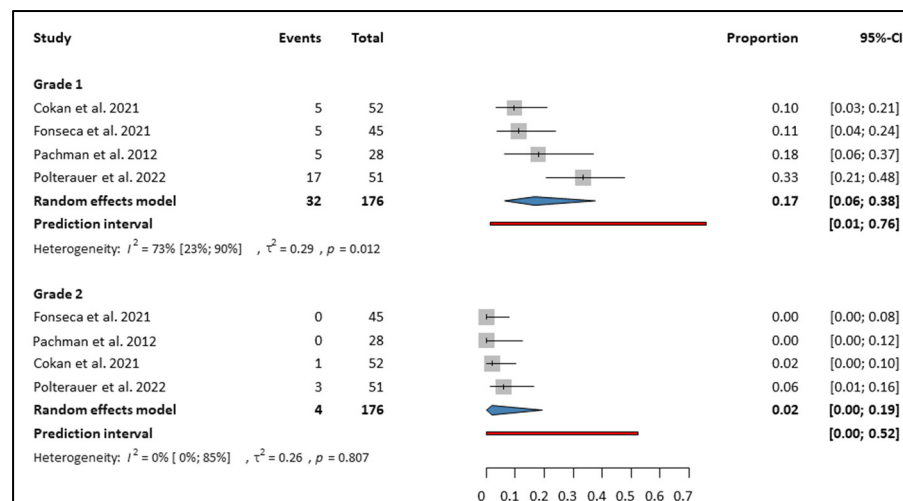 Study Events Total Proportion 95%-CI
Grade 1
Cokan et al. 2021 5 52 0.10 [0.03; 0.21]
Fonseca et al. 2021 5 45 0.11 [0.04; 0.24]
Pachman et al. 2012 5 28 0.18 [0.06; 0.37]
Polterauer et al. 2022 17 51 0.33 [0.21; 0.48]
Random effects model 32 176 0.17 [0.06; 0.38]
Prediction interval [0.01; 0.76]
Heterogeneity: I² = 73% [23%; 90%] , τ² = 0.29 , p = 0.012
Grade 2
Fonseca et al. 2021 0 45 0.00 [0.00; 0.08]
Pachman et al. 2012 0 28 0.00 [0.00; 0.12]
Cokan et al. 2021 1 52 0.02 [0.00; 0.10]
Polterauer et al. 2022 3 51 0.06 [0.01; 0.16]
Random effects model 4 176 0.02 [0.00; 0.19]
Prediction interval [0.00; 0.52]
Heterogeneity: I² = 0% [ 0%; 85%] , τ² = 0.26 , p = 0.807
0 0.1 0.2 0.3 0.4 0.5 0.6 0.7